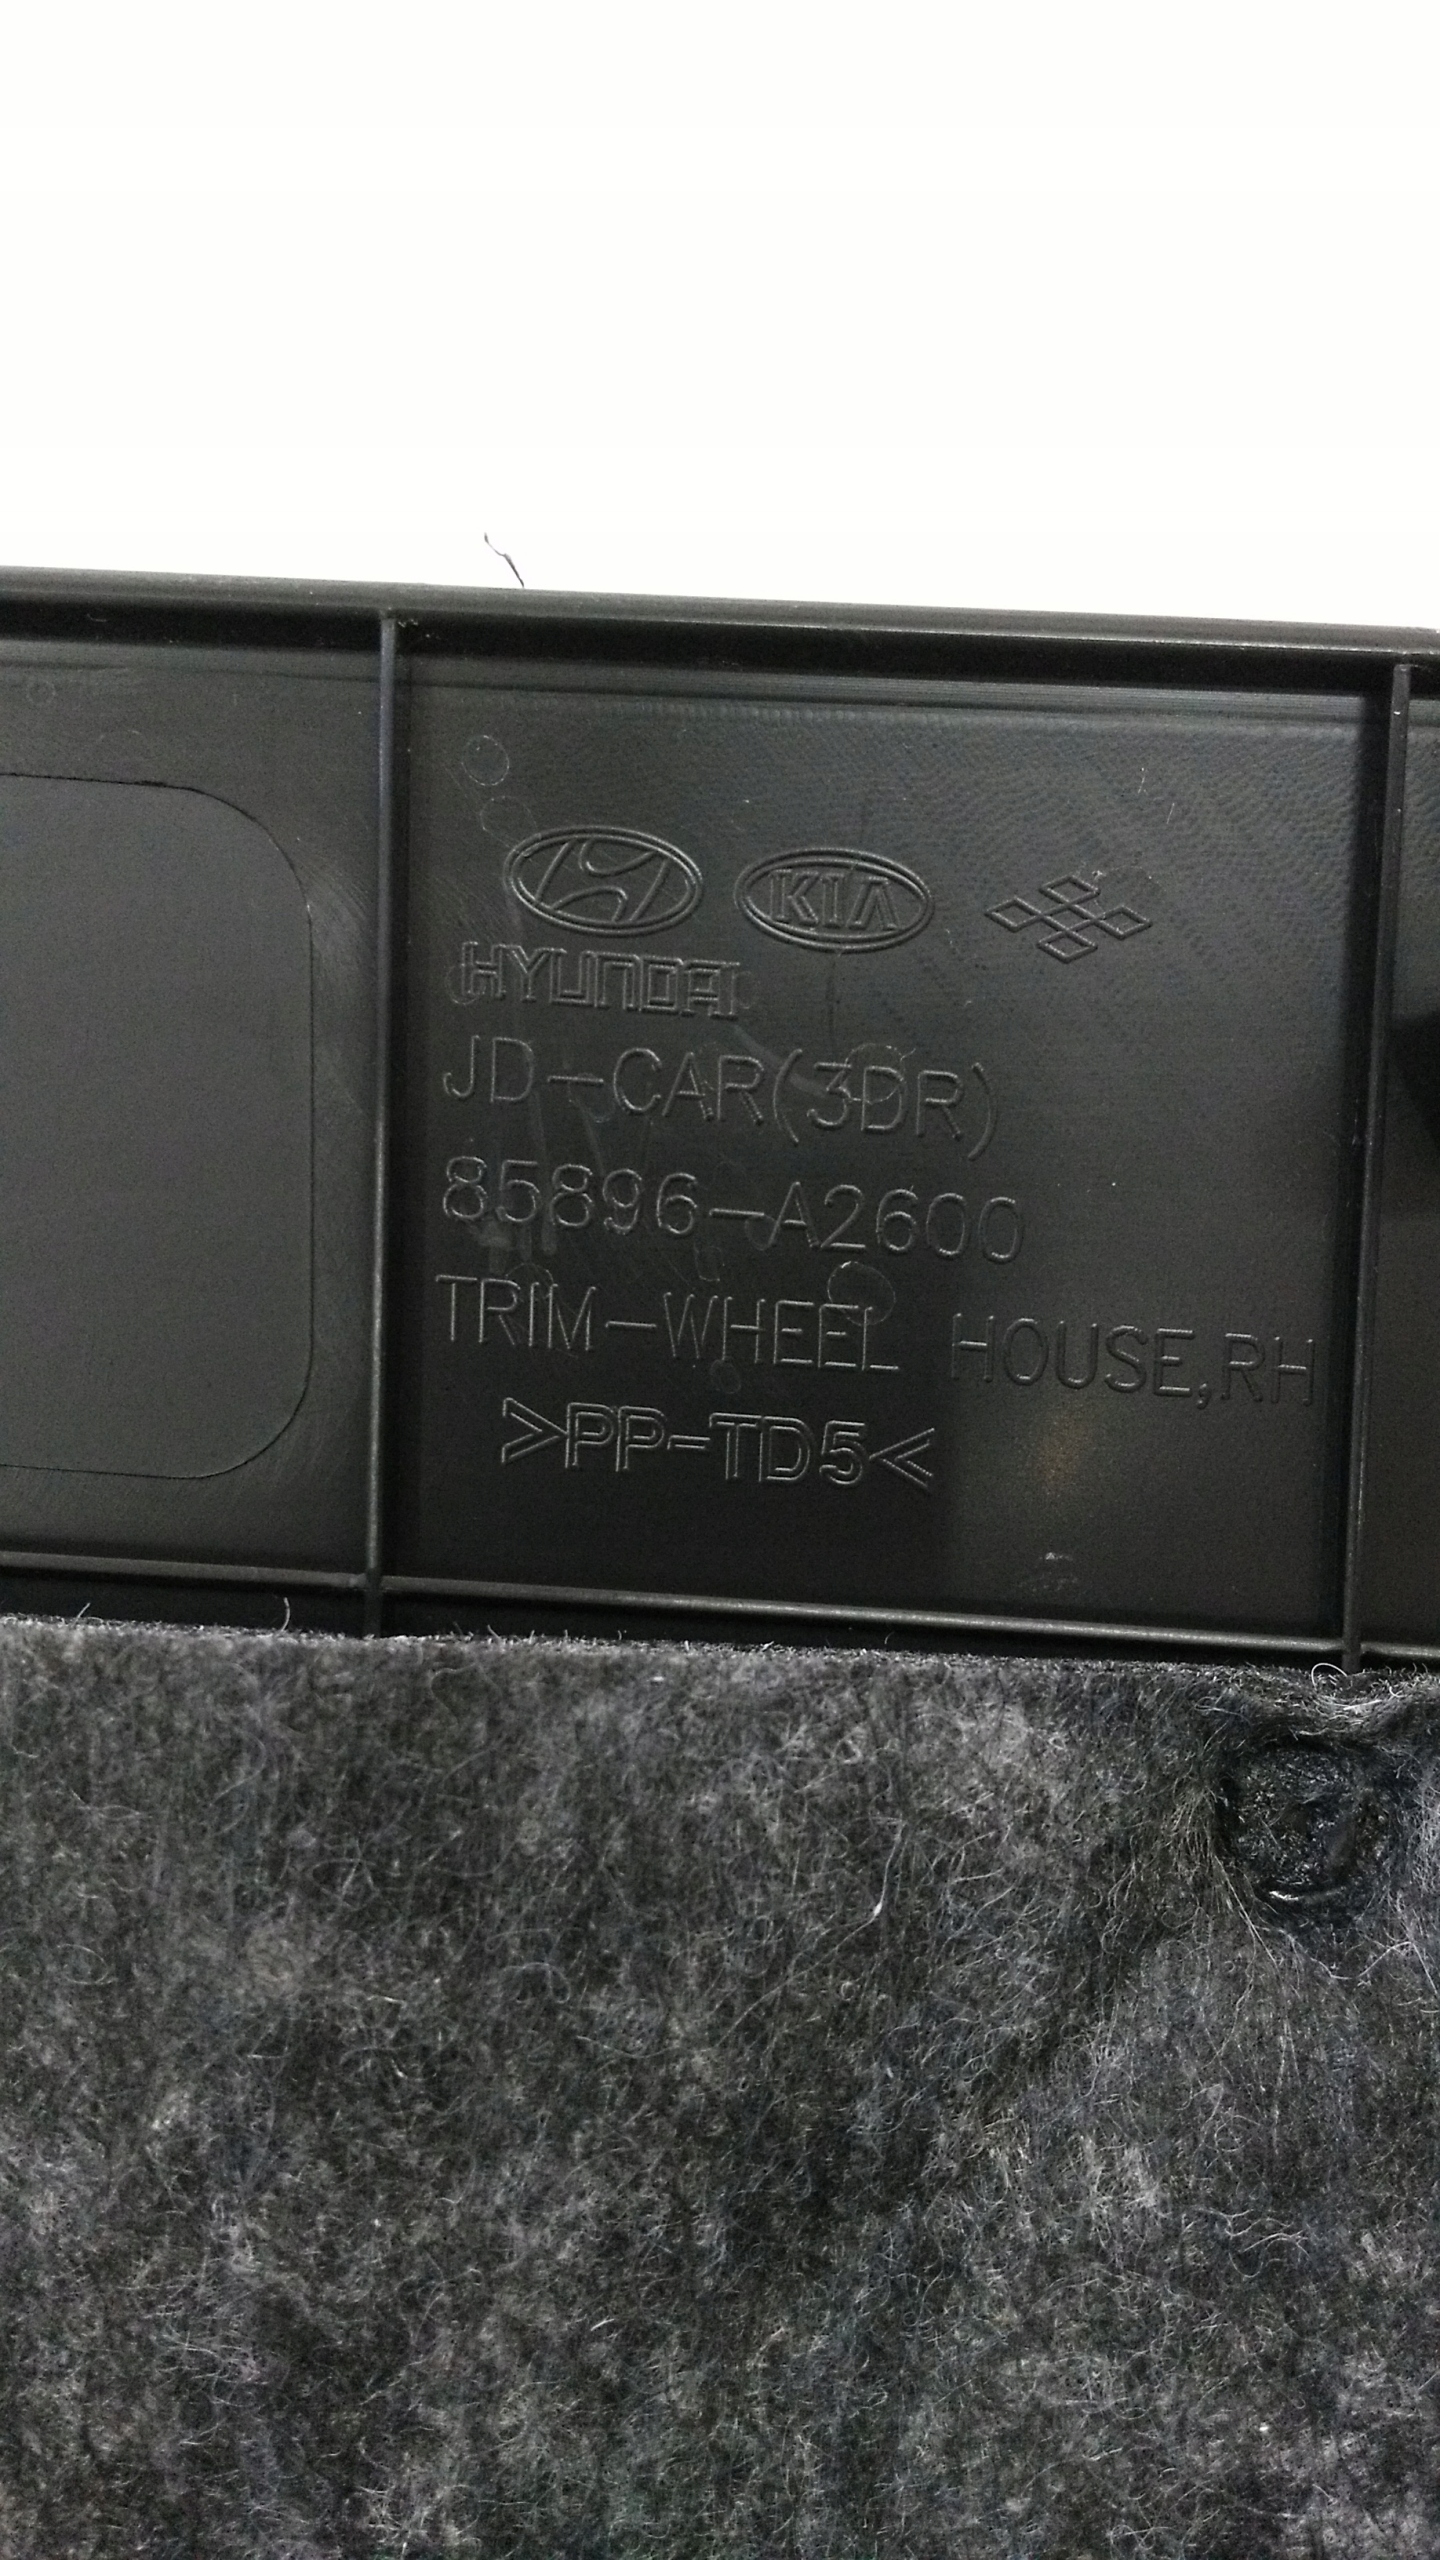 KIA
HYUNDAI
JD-CAR(3DR)
85896-A2600
TRIM-WHEEL HOUSE,RH
>PP-TD5<